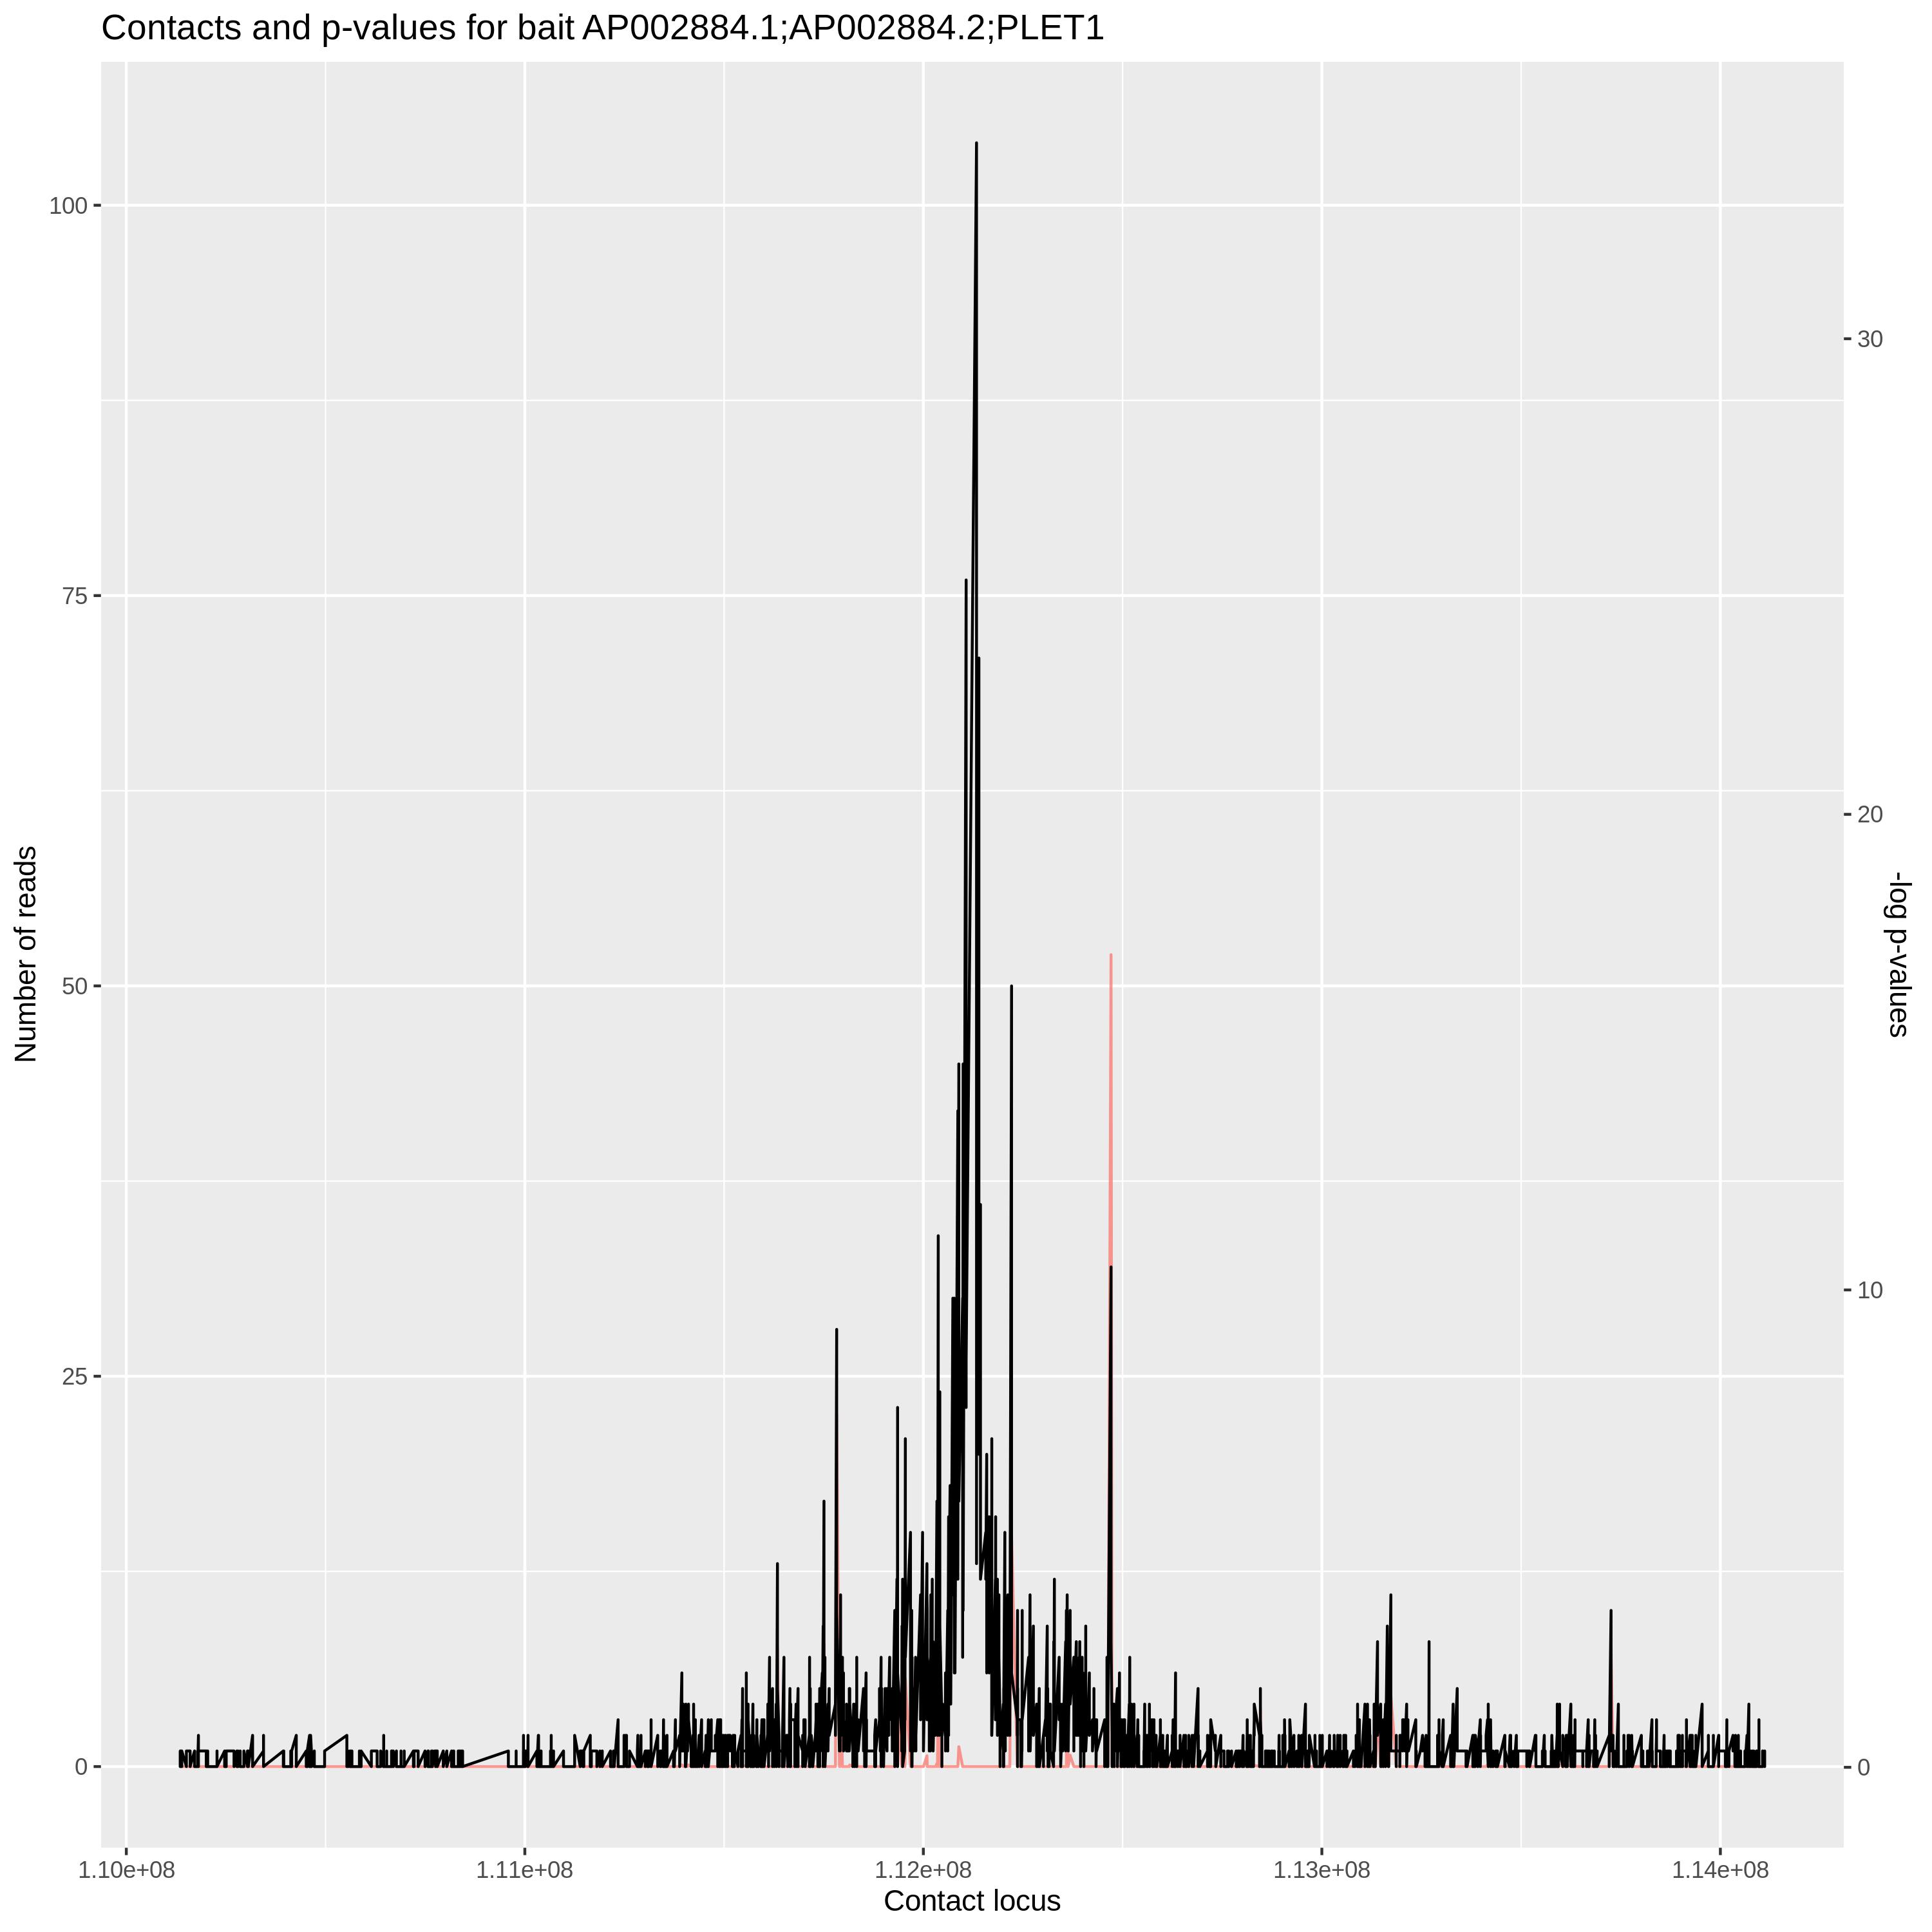 Contacts and p-values for bait AP002884.1;AP002884.2;PLET1
100
75
50
25
0
Number of reads
30
20
10
0
-log p-values
1.10e+08 1.11e+08 1.12e+08 1.13e+08 1.14e+08
Contact locus